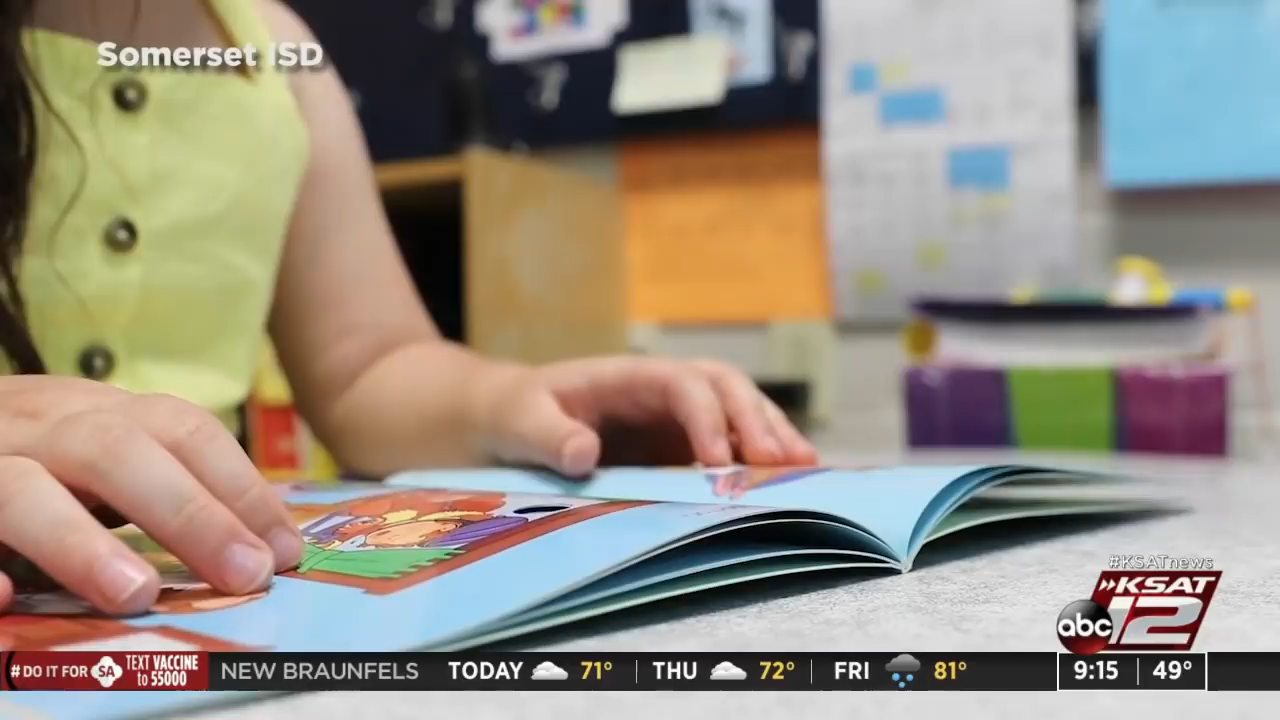 Somerset ISD
#KSATnews
KSAT
abc 12
#DO IT FOR SA TEXT VACCINE to 55000 NEW BRAUNFELS TODAY 71° THU 72° FRI 81° 9:15 49°